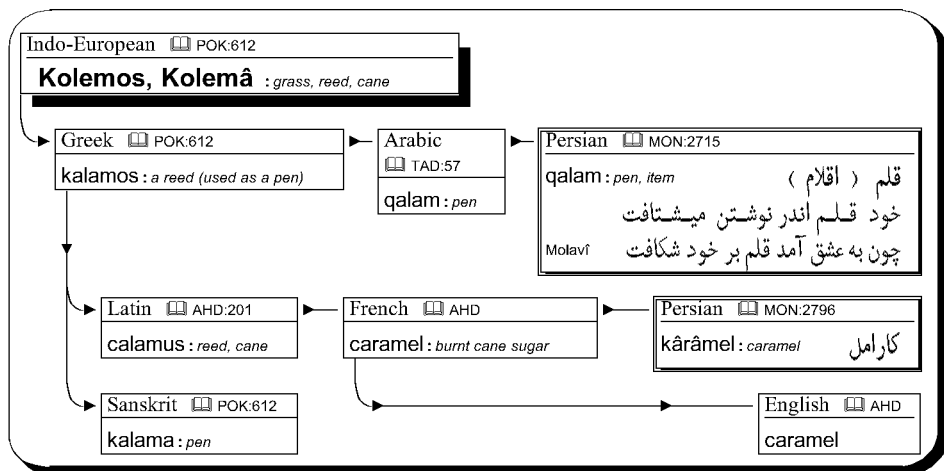 Indo-European POK:612
Kolemos, Kolemâ : grass, reed, cane
Greek POK:612
kalamos : a reed (used as a pen)
Arabic
TAD:57
qalam : pen
Persian MON:2715
qalam : pen, item قلم ( اقلام )
خود قـلـم اندر نوشـتن میـشـتافت
Molavî چون به عشق آمد قلم بر خود شکافت
Latin AHD:201
calamus : reed, cane
French AHD
caramel : burnt cane sugar
Persian MON:2796
kârâmel : caramel کارامل
Sanskrit POK:612
kalama : pen
English AHD
caramel